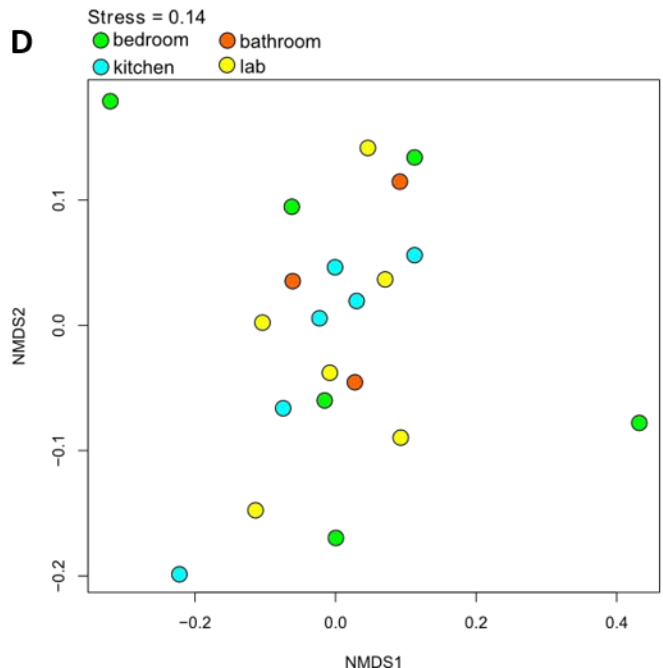 Stress = 0.14
D
bedroom bathroom
kitchen lab
0.1
0.0
−0.1
−0.2
NMDS2
−0.2 0.0 0.2 0.4
NMDS1